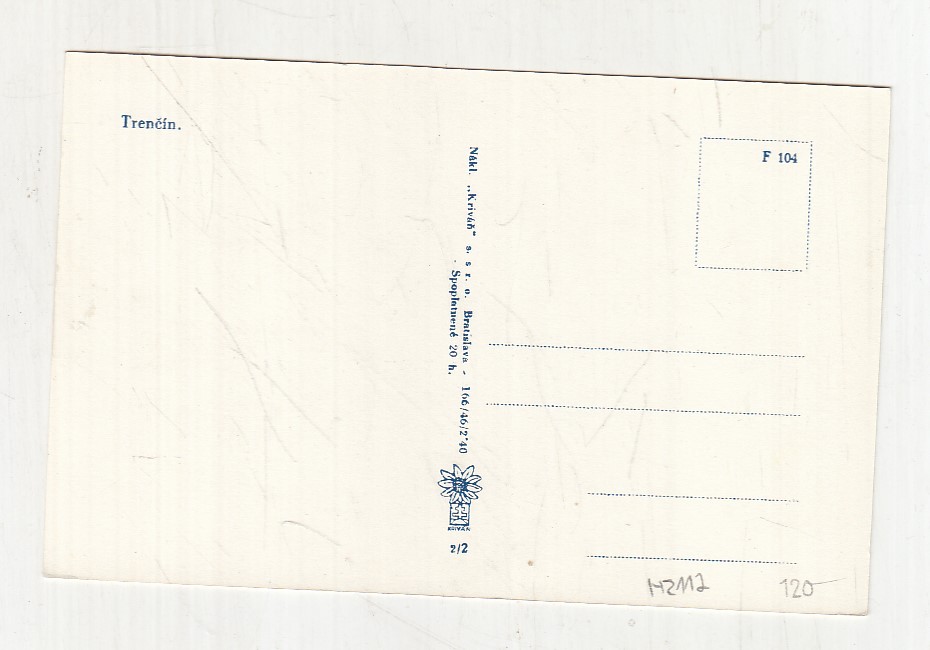 Trenčín.
F 104
Nákl. „Kriváň" s. s r. o. Bratislava - 166/46/2*40
Spoplatnené 20 h.
KRIVÁŇ
2/2
120